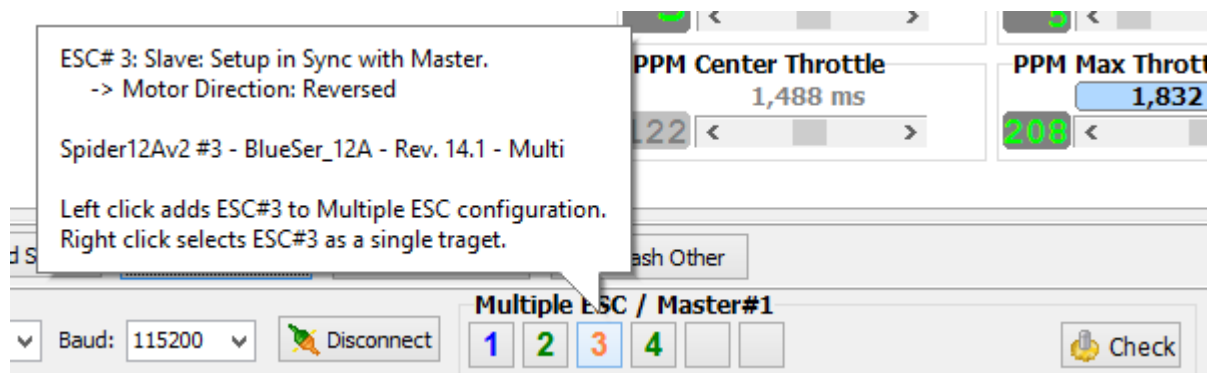 ESC# 3: Slave: Setup in Sync with Master.
-> Motor Direction: Reversed
Spider12Av2 #3 - BlueSer_12A - Rev. 14.1 - Multi
Left click adds ESC#3 to Multiple ESC configuration.
Right click selects ESC#3 as a single traget.
PPM Center Throttle
1,488 ms
122 < >
PPM Max Thrott
1,832
208 <
5 <
d S
ash Other
Baud: 115200
Disconnect
Multiple ESC / Master#1
1 2 3 4
Check